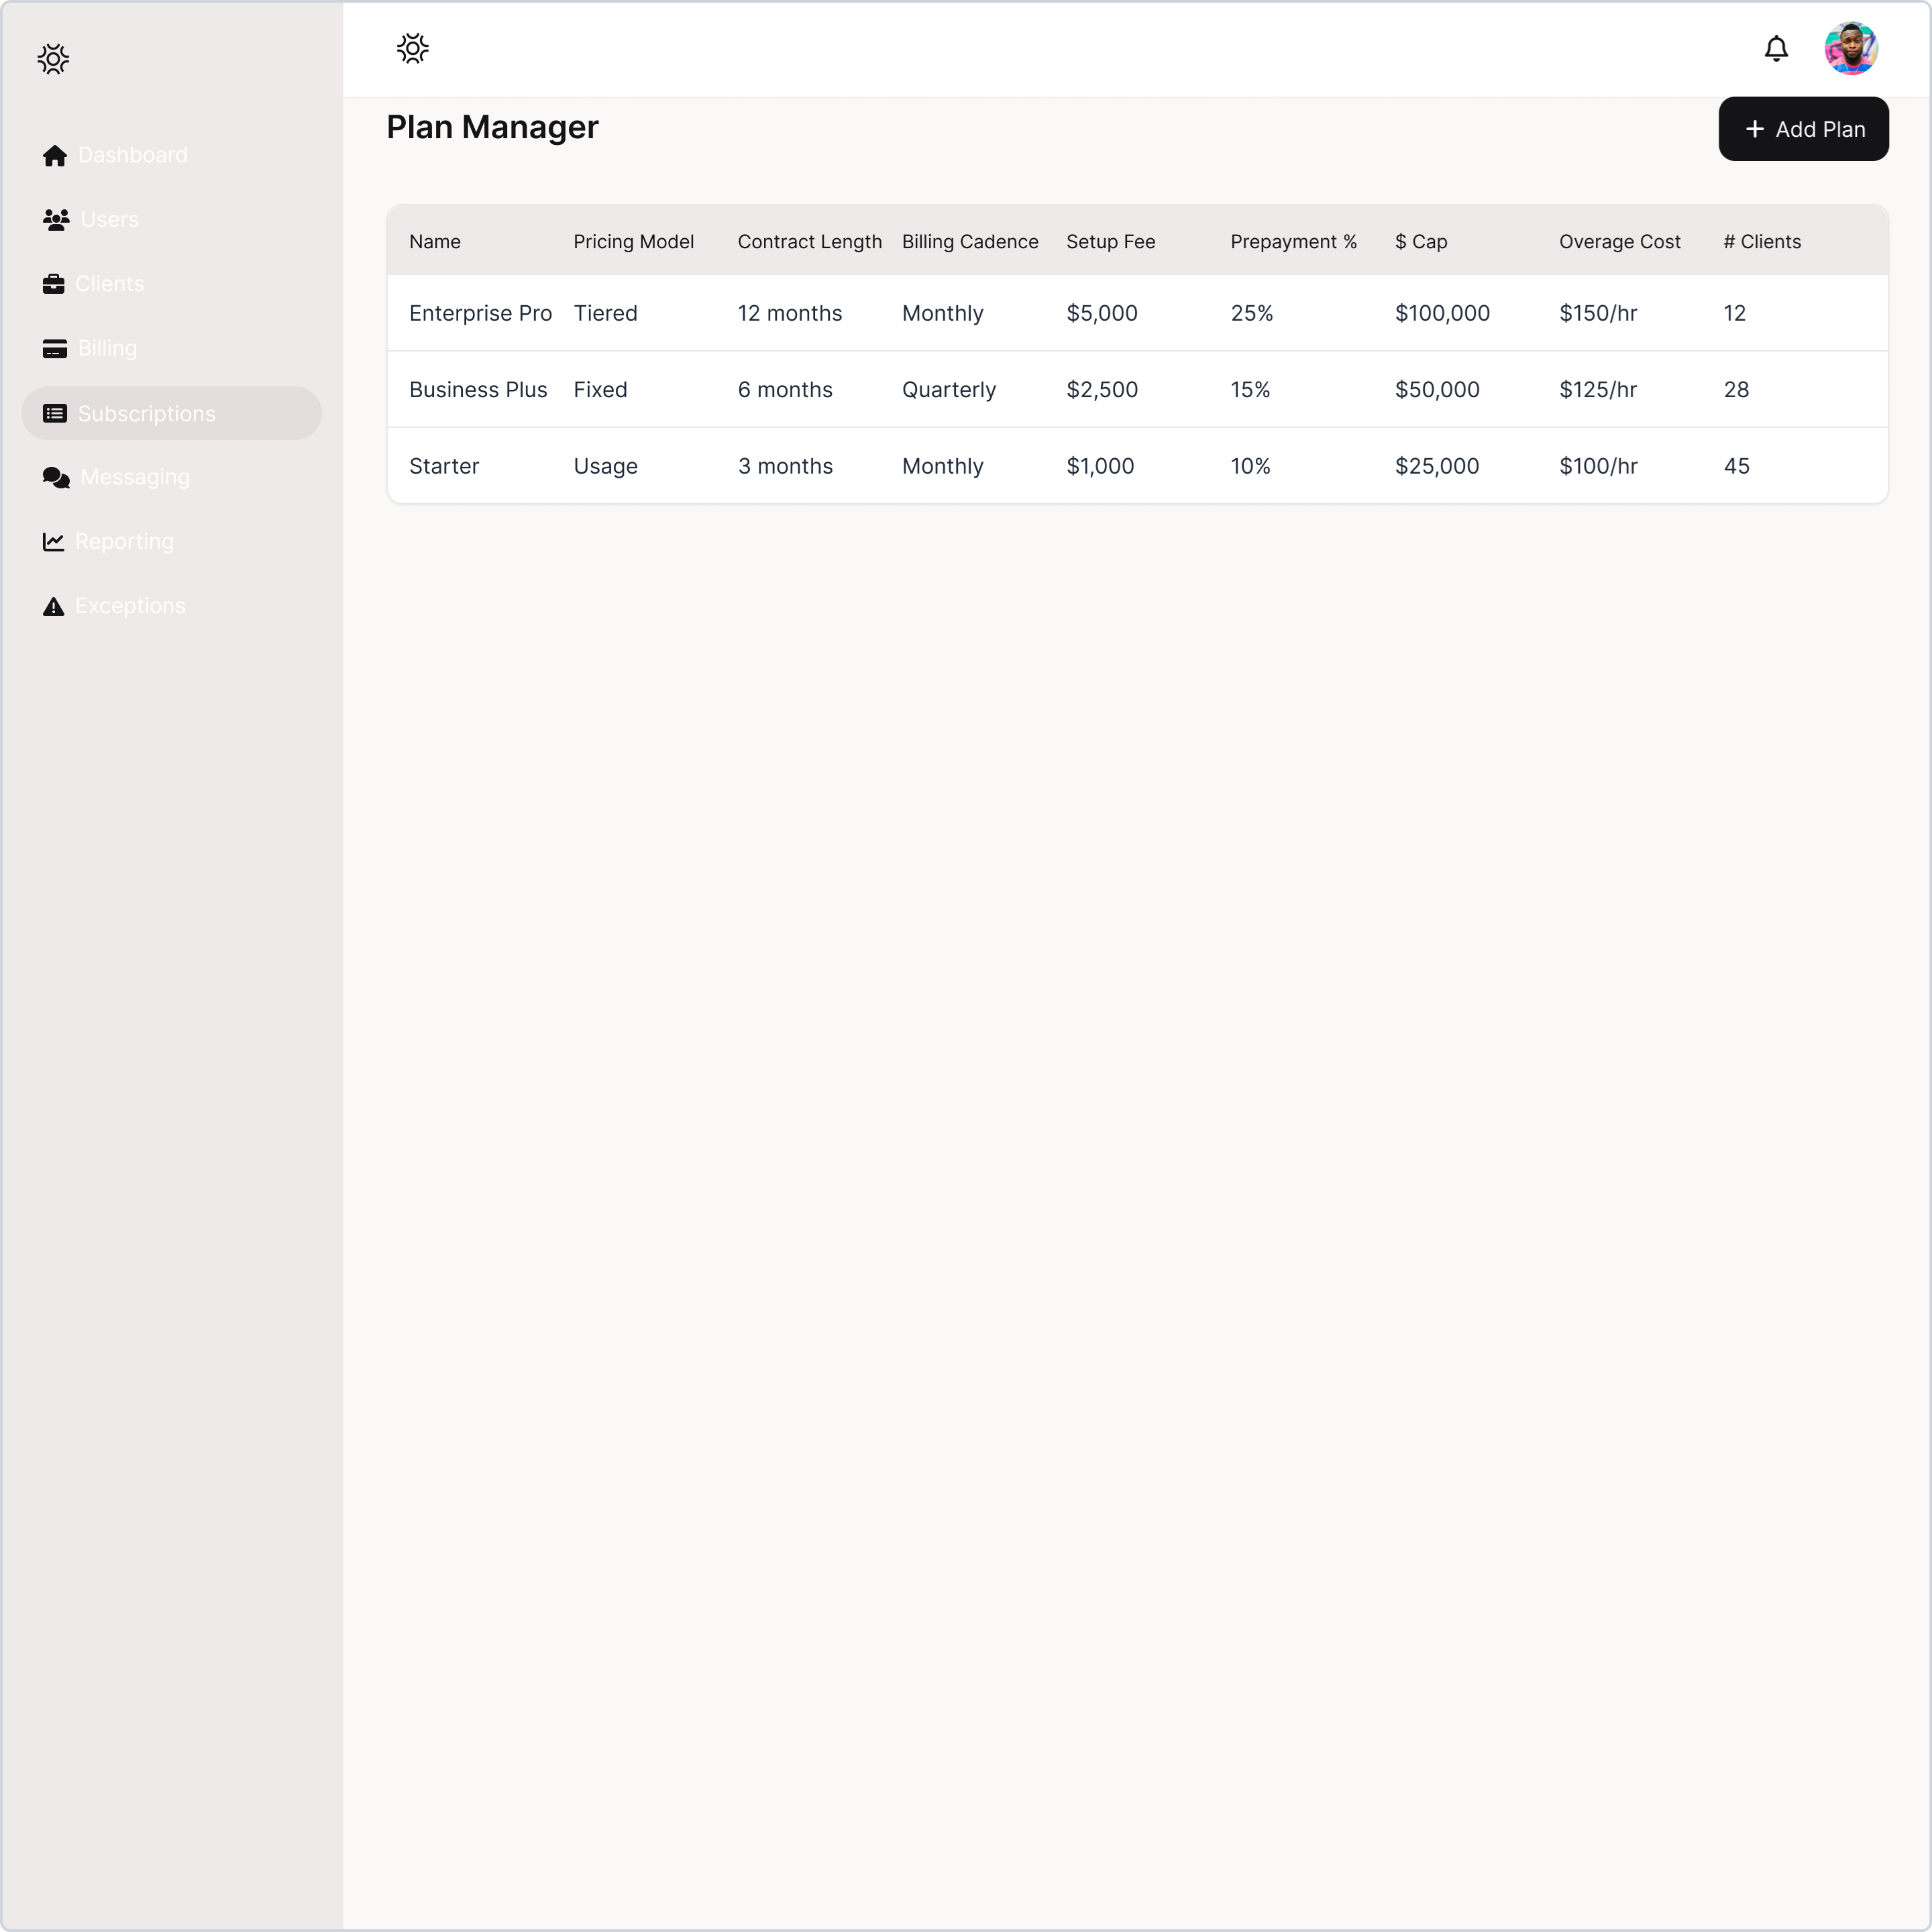 Dashboard
Users
Clients
Billing
Subscriptions
Messaging
Reporting
Exceptions
Plan Manager
+ Add Plan
Name Pricing Model Contract Length Billing Cadence Setup Fee Prepayment % $ Cap Overage Cost # Clients
Enterprise Pro Tiered 12 months Monthly $5,000 25% $100,000 $150/hr 12
Business Plus Fixed 6 months Quarterly $2,500 15% $50,000 $125/hr 28
Starter Usage 3 months Monthly $1,000 10% $25,000 $100/hr 45